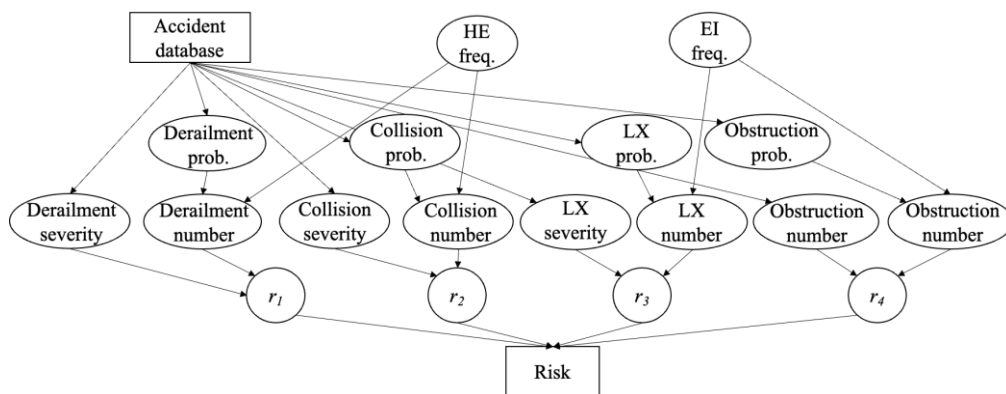 Accident
database
HE
freq.
EI
freq.
Derailment
prob.
Collision
prob.
LX
prob.
Obstruction
prob.
Derailment
severity
Derailment
number
Collision
severity
Collision
number
LX
severity
LX
number
Obstruction
number
Obstruction
number
r1
r2
r3
r4
Risk